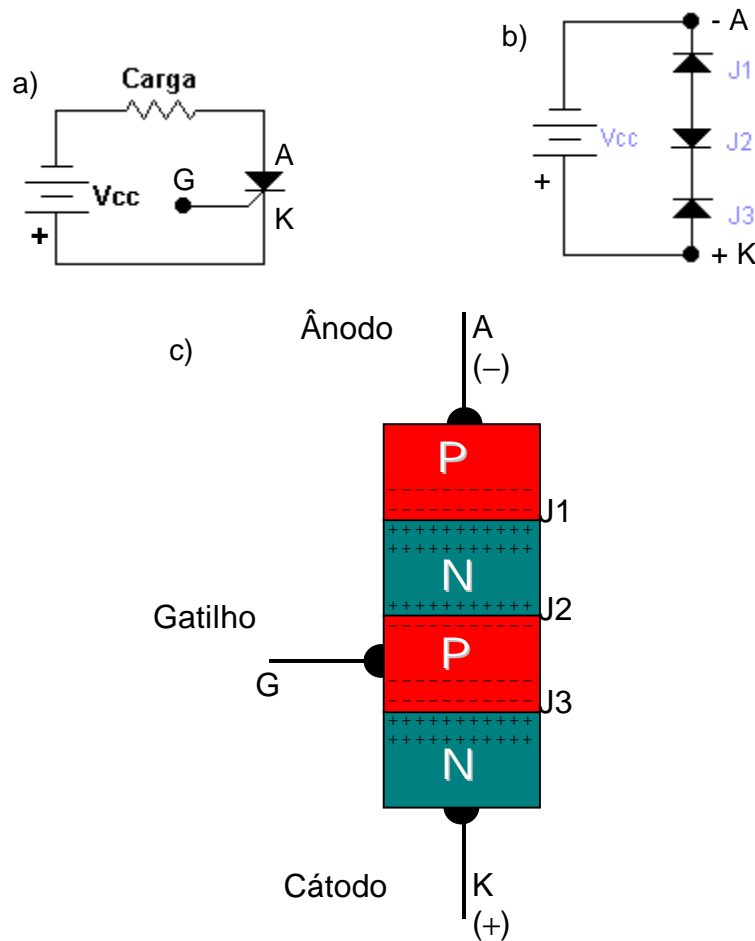 a)
Carga
Vcc
+
G
A
K
b)
- A
J1
Vcc
J2
+
J3
+ K
c)
Ânodo
A
(–)
P
– – – – – – – – – –
– – – – – – – – – –
J1
+ + + + + + + + + +
+ + + + + + + + + +
N
+ + + + + + + + + +
J2
– – – – – – – – – –
Gatilho
P
G
– – – – – – – – – –
– – – – – – – – – –
J3
+ + + + + + + + + +
+ + + + + + + + + +
N
Cátodo
K
(+)